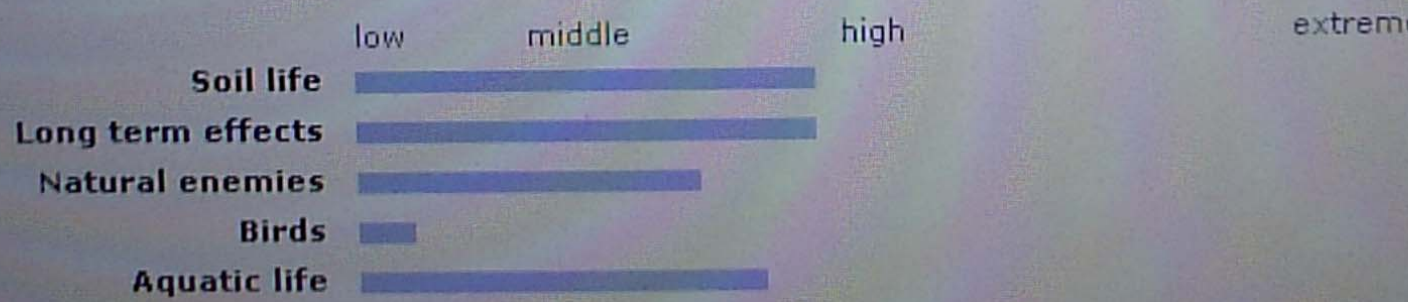 low middle high
Soil life
Long term effects
Natural enemies
Birds
Aquatic life